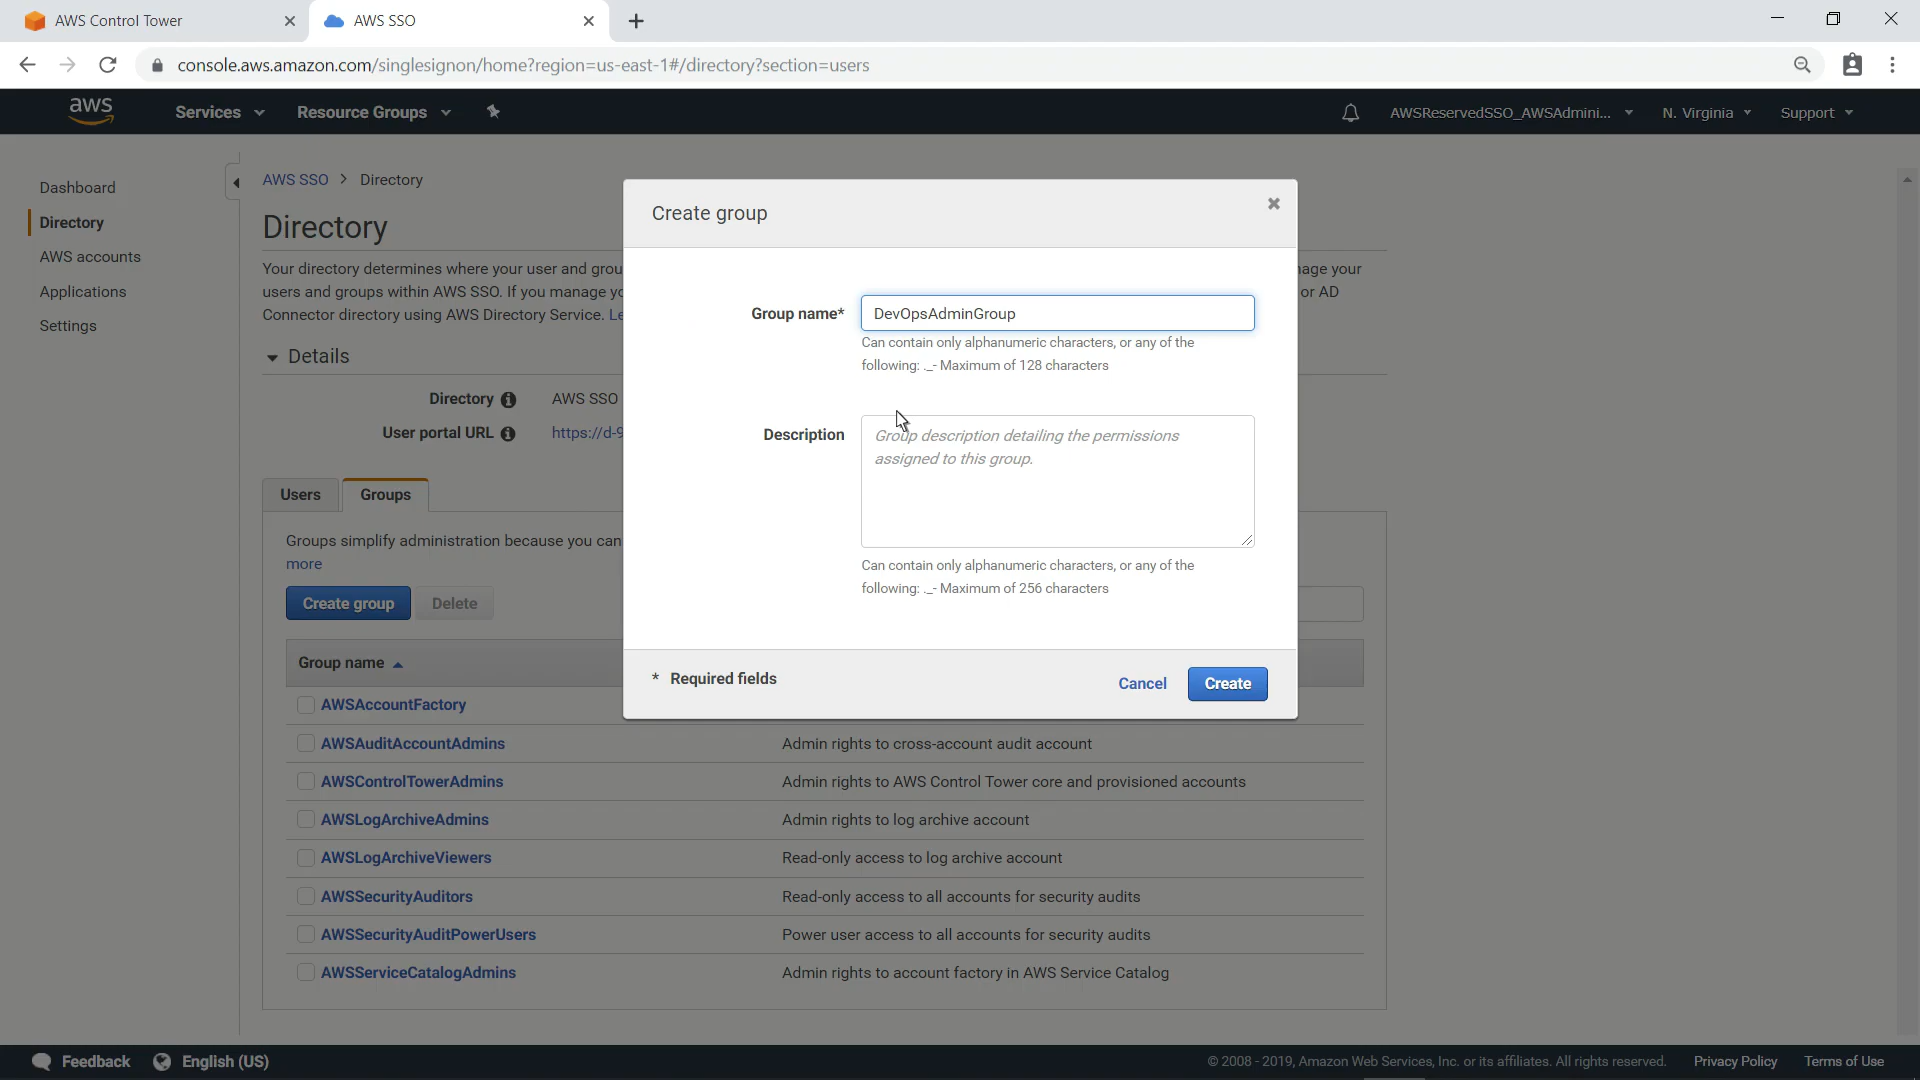 AWS Control Tower
AWS SSO
console.aws.amazon.com/singlesignon/home?region=us-east-1#/directory?section=users
aws
Services
Resource Groups
AWSReservedSSO_AWSAdmini...
N. Virginia
Support
Dashboard
Directory
AWS accounts
Applications
Settings
AWS SSO > Directory
Directory
Your directory determines where your user and grou
nage your
users and groups within AWS SSO. If you manage yo
or AD
Connector directory using AWS Directory Service. Le
Details
Directory
AWS SSO
User portal URL
https://d-9
Users
Groups
Groups simplify administration because you can
more
Create group
Delete
Group name
AWSAccountFactory
AWSAuditAccountAdmins
Admin rights to cross-account audit account
AWSControlTowerAdmins
Admin rights to AWS Control Tower core and provisioned accounts
AWSLogArchiveAdmins
Admin rights to log archive account
AWSLogArchiveViewers
Read-only access to log archive account
AWSSecurityAuditors
Read-only access to all accounts for security audits
AWSSecurityAuditPowerUsers
Power user access to all accounts for security audits
AWSServiceCatalogAdmins
Admin rights to account factory in AWS Service Catalog
Create group
Group name*
DevOpsAdminGroup
Can contain only alphanumeric characters, or any of the
following: ._- Maximum of 128 characters
Description
Group description detailing the permissions
assigned to this group.
Can contain only alphanumeric characters, or any of the
following: ._- Maximum of 256 characters
* Required fields
Cancel
Create
Feedback
English (US)
© 2008 - 2019, Amazon Web Services, Inc. or its affiliates. All rights reserved.
Privacy Policy
Terms of Use